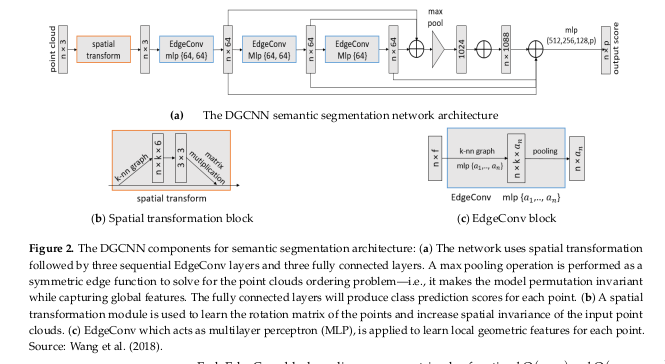 max
pool
mlp
(512,256,128,p)
point cloud
n × 3
spatial
transform
n × 3
EdgeConv
mlp {64, 64}
n × 64
EdgeConv
Mlp {64, 64}
n × 64
EdgeConv
Mlp {64}
n × 64
1024
n × 1088
n × p
output score
(a) The DGCNN semantic segmentation network architecture
k-nn graph
n × k × 6
3 × 3
matrix
mutiplication
spatial transform
n × f
k-nn graph
mlp {a₁,.., aₙ}
n × k × aₙ
pooling
n × aₙ
EdgeConv mlp {a₁,.., aₙ}
(b) Spatial transformation block
(c) EdgeConv block
Figure 2. The DGCNN components for semantic segmentation architecture: (a) The network uses spatial transformation
followed by three sequential EdgeConv layers and three fully connected layers. A max pooling operation is performed as a
symmetric edge function to solve for the point clouds ordering problem—i.e., it makes the model permutation invariant
while capturing global features. The fully connected layers will produce class prediction scores for each point. (b) A spatial
transformation module is used to learn the rotation matrix of the points and increase spatial invariance of the input point
clouds. (c) EdgeConv which acts as multilayer perceptron (MLP), is applied to learn local geometric features for each point.
Source: Wang et al. (2018).